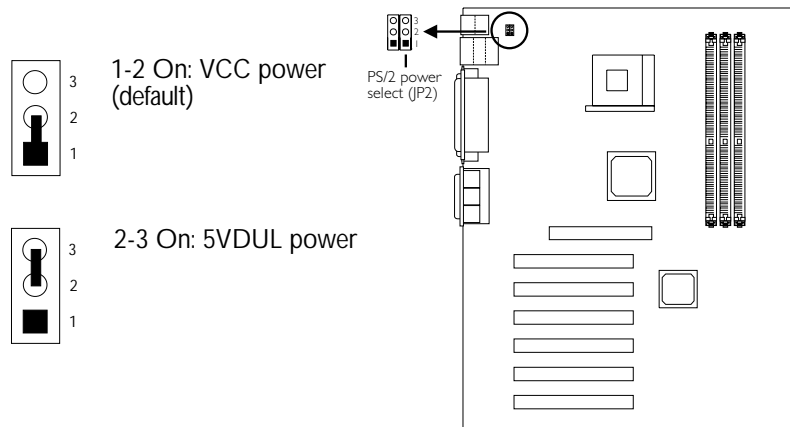 1-2 On: VCC power
(default)
3
2
1
2-3 On: 5VDUL power
3
2
1
3
2
1
PS/2 power
select (JP2)